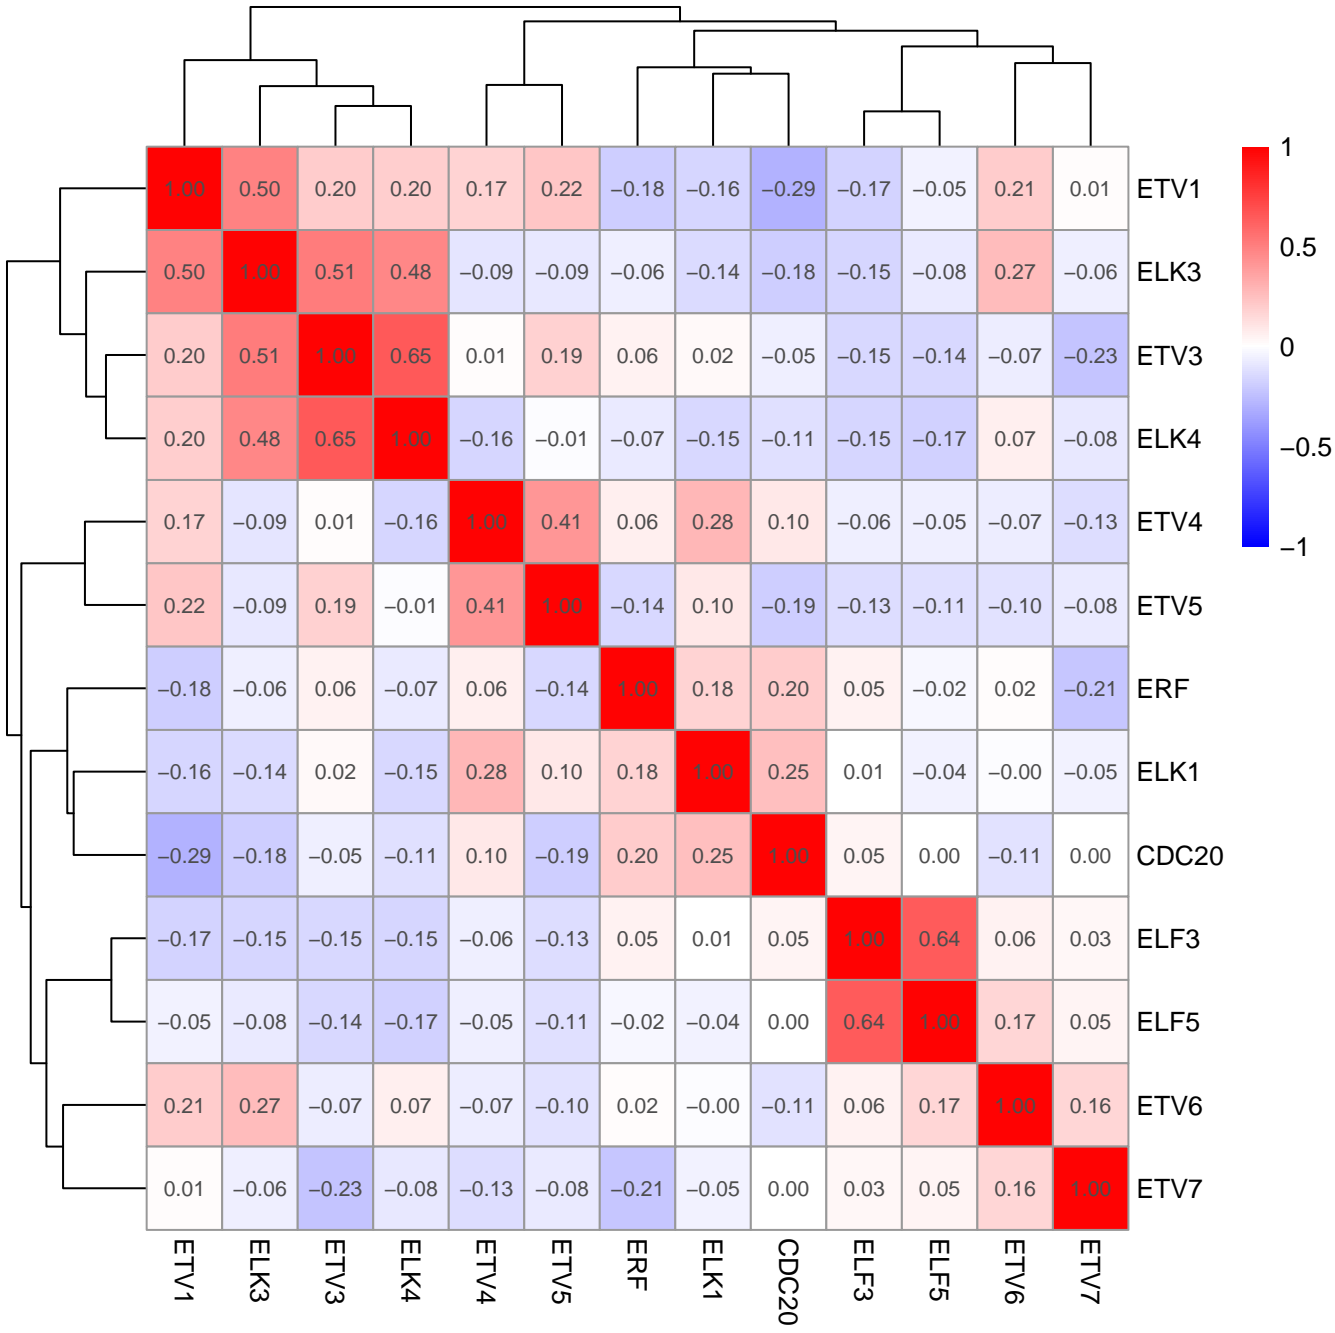 1.00 0.50 0.20 0.20 0.17 0.22 −0.18 −0.16 −0.29 −0.17 −0.05 0.21 0.01 ETV1
0.50 1.00 0.51 0.48 −0.09 −0.09 −0.06 −0.14 −0.18 −0.15 −0.08 0.27 −0.06 ELK3
0.20 0.51 1.00 0.65 0.01 0.19 0.06 0.02 −0.05 −0.15 −0.14 −0.07 −0.23 ETV3
0.20 0.48 0.65 1.00 −0.16 −0.01 −0.07 −0.15 −0.11 −0.15 −0.17 0.07 −0.08 ELK4
0.17 −0.09 0.01 −0.16 1.00 0.41 0.06 0.28 0.10 −0.06 −0.05 −0.07 −0.13 ETV4
0.22 −0.09 0.19 −0.01 0.41 1.00 −0.14 0.10 −0.19 −0.13 −0.11 −0.10 −0.08 ETV5
−0.18 −0.06 0.06 −0.07 0.06 −0.14 1.00 0.18 0.20 0.05 −0.02 0.02 −0.21 ERF
−0.16 −0.14 0.02 −0.15 0.28 0.10 0.18 1.00 0.25 0.01 −0.04 −0.00 −0.05 ELK1
−0.29 −0.18 −0.05 −0.11 0.10 −0.19 0.20 0.25 1.00 0.05 0.00 −0.11 0.00 CDC20
−0.17 −0.15 −0.15 −0.15 −0.06 −0.13 0.05 0.01 0.05 1.00 0.64 0.06 0.03 ELF3
−0.05 −0.08 −0.14 −0.17 −0.05 −0.11 −0.02 −0.04 0.00 0.64 1.00 0.17 0.05 ELF5
0.21 0.27 −0.07 0.07 −0.07 −0.10 0.02 −0.00 −0.11 0.06 0.17 1.00 0.16 ETV6
0.01 −0.06 −0.23 −0.08 −0.13 −0.08 −0.21 −0.05 0.00 0.03 0.05 0.16 1.00 ETV7
ETV1 ELK3 ETV3 ELK4 ETV4 ETV5 ERF ELK1 CDC20 ELF3 ELF5 ETV6 ETV7
1
0.5
0
−0.5
−1